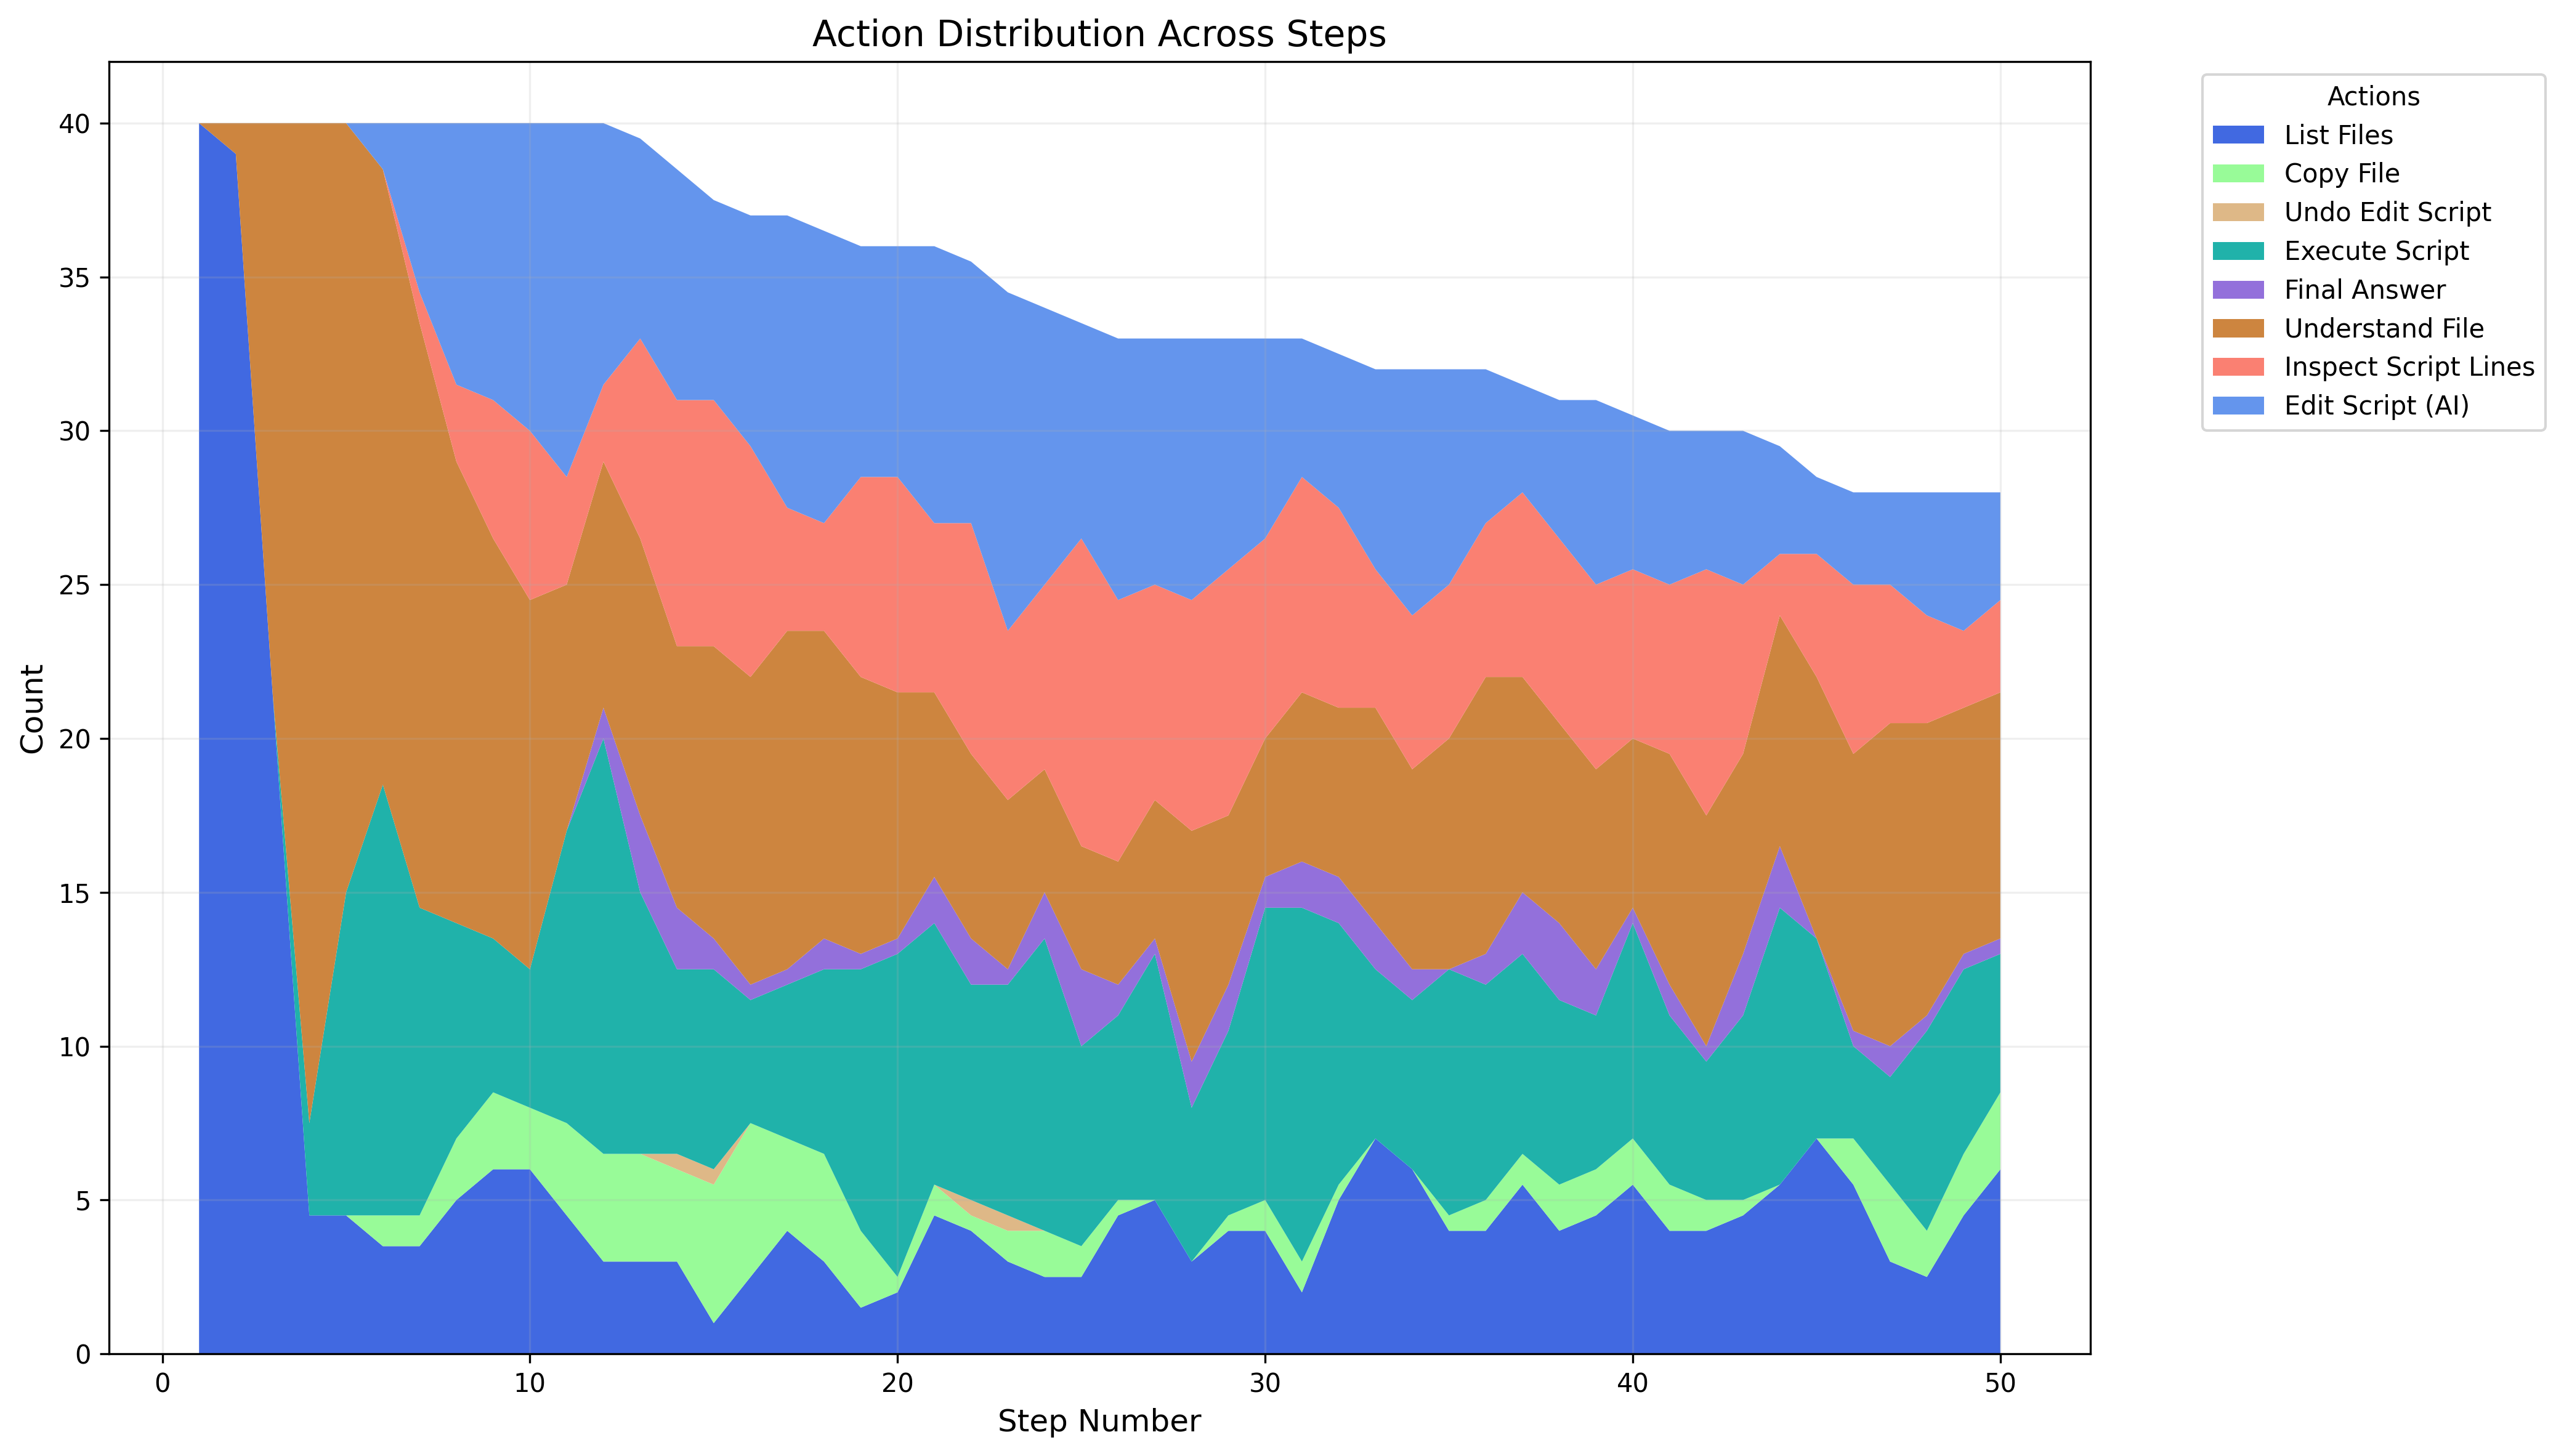 Action Distribution Across Steps
Count
40
35
30
25
20
15
10
5
0
0 10 20 30 40 50
Step Number
Actions
List Files
Copy File
Undo Edit Script
Execute Script
Final Answer
Understand File
Inspect Script Lines
Edit Script (AI)